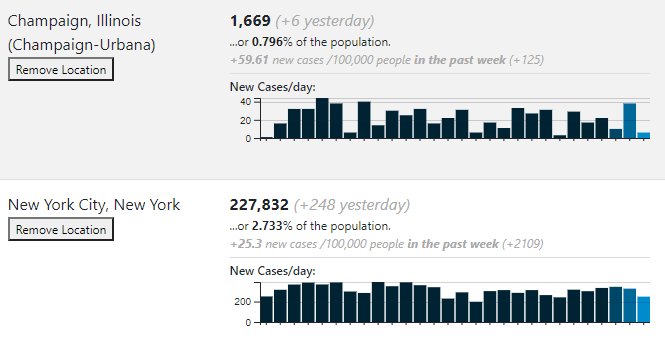 Champaign, Illinois
(Champaign-Urbana)
Remove Location
1,669 (+6 yesterday)
...or 0.796% of the population.
+59.61 new cases /100,000 people in the past week (+125)
New Cases/day:
40
20
0
New York City, New York
Remove Location
227,832 (+248 yesterday)
...or 2.733% of the population.
+25.3 new cases /100,000 people in the past week (+2109)
New Cases/day:
200
0